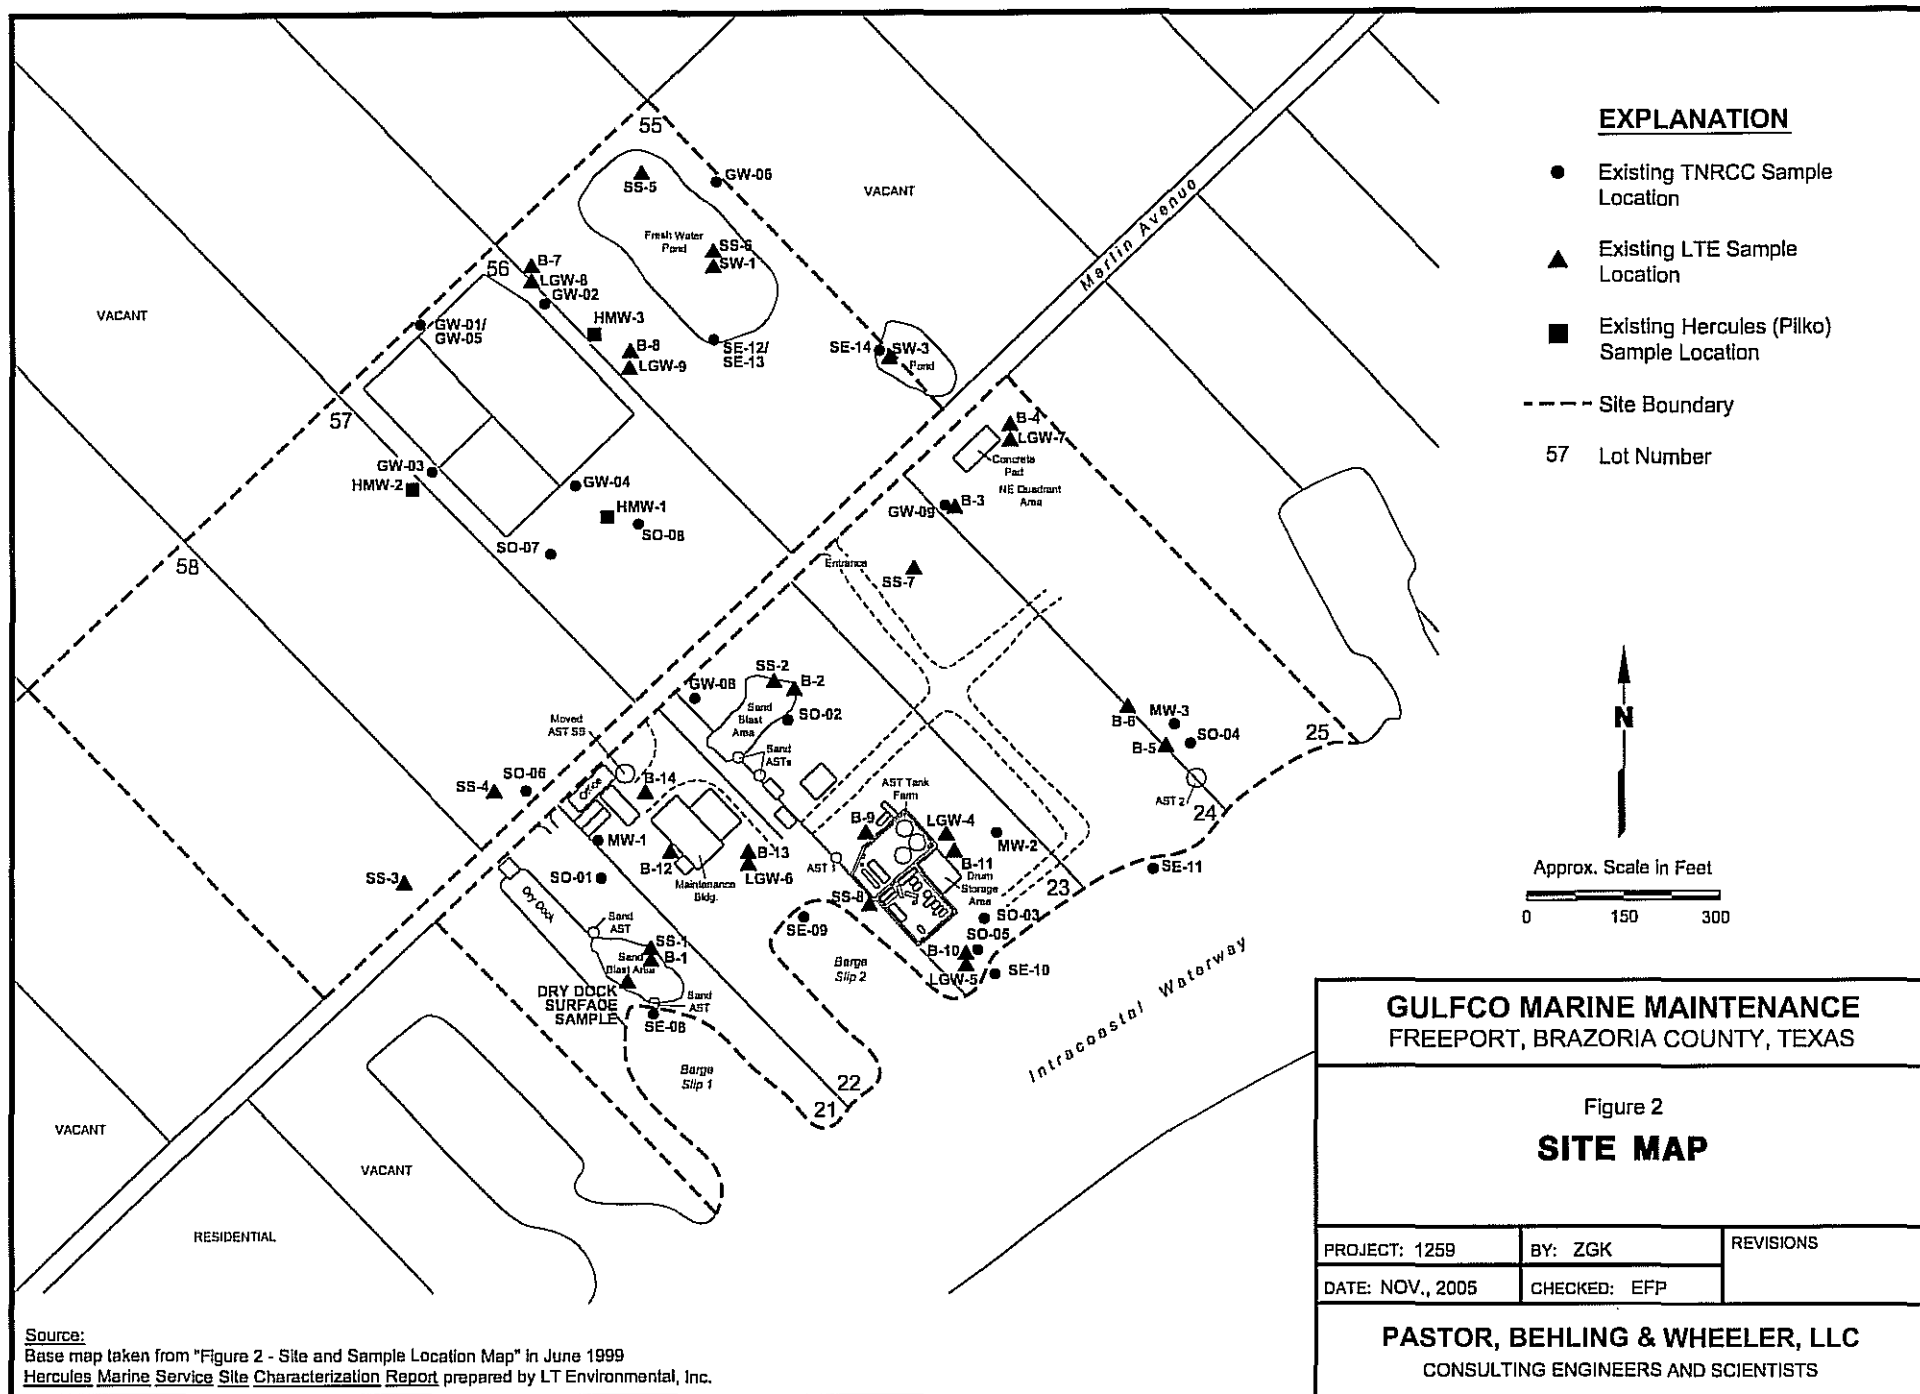 55
SS-5
GW-06
VACANT
Fresh Water
Pond
SS-6
SW-1
Marlin Avenue
56
B-7
LGW-8
GW-02
VACANT
GW-01/
GW-05
HMW-3
B-8
LGW-9
SE-12/
SE-13
SE-14
SW-3
Pond
57
B-4
LGW-7
Concrete
Pad
NE Quadrant
Area
GW-03
HMW-2
GW-04
HMW-1
SO-08
GW-09
B-3
SO-07
58
Entrance
SS-7
SS-2
B-2
GW-08
Sand
Blast
Area
SO-02
Moved
AST SS
Sand
ASTs
B-6
MW-3
SO-04
B-5
25
AST 2
24
SS-4
SO-06
Office
B-14
AST Tank
Farm
B-9
LGW-4
MW-2
MW-1
B-12
B-13
LGW-6
AST 1
B-11
Drum
Storage
Area
SE-11
SS-3
SO-01
Maintenance
Bldg.
SS-8
23
Dry Dock
Sand
AST
SE-09
SO-03
SO-05
SS-1
B-1
Sand
Blast Area
B-10
LGW-5
SE-10
Barge
Slip 2
DRY DOCK
SURFACE
SAMPLE
Sand
AST
SE-08
Intracoastal Waterway
Barge
Slip 1
22
21
VACANT
VACANT
RESIDENTIAL
EXPLANATION
Existing TNRCC Sample
Location
Existing LTE Sample
Location
Existing Hercules (Pilko)
Sample Location
Site Boundary
57 Lot Number
N
Approx. Scale in Feet
0 150 300
GULFCO MARINE MAINTENANCE
FREEPORT, BRAZORIA COUNTY, TEXAS
Figure 2
SITE MAP
PROJECT: 1259 BY: ZGK REVISIONS
DATE: NOV., 2005 CHECKED: EFP
PASTOR, BEHLING & WHEELER, LLC
CONSULTING ENGINEERS AND SCIENTISTS
Source:
Base map taken from "Figure 2 - Site and Sample Location Map" in June 1999
Hercules Marine Service Site Characterization Report prepared by LT Environmental, Inc.